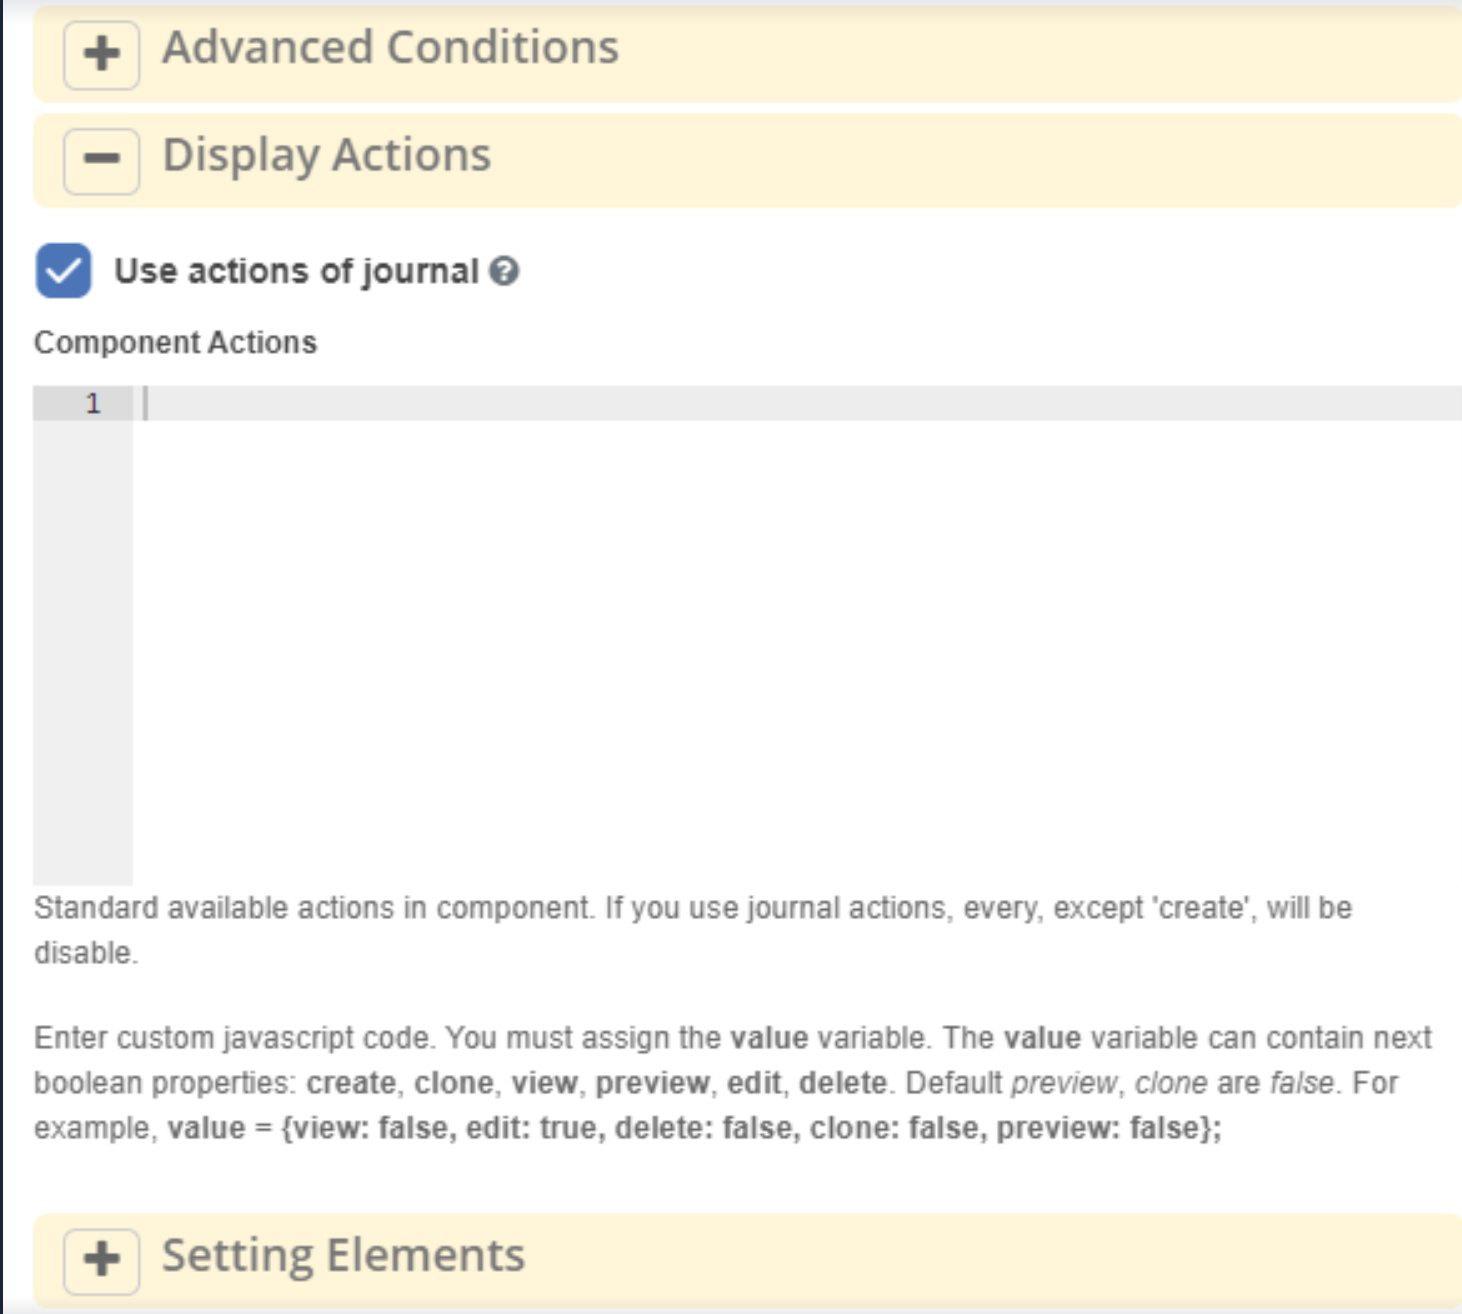 Advanced Conditions
Display Actions
Use actions of journal
Component Actions
1
Standard available actions in component. If you use journal actions, every, except 'create', will be
disable.
Enter custom javascript code. You must assign the value variable. The value variable can contain next
boolean properties: create, clone, view, preview, edit, delete. Default preview, clone are false. For
example, value = {view: false, edit: true, delete: false, clone: false, preview: false};
Setting Elements